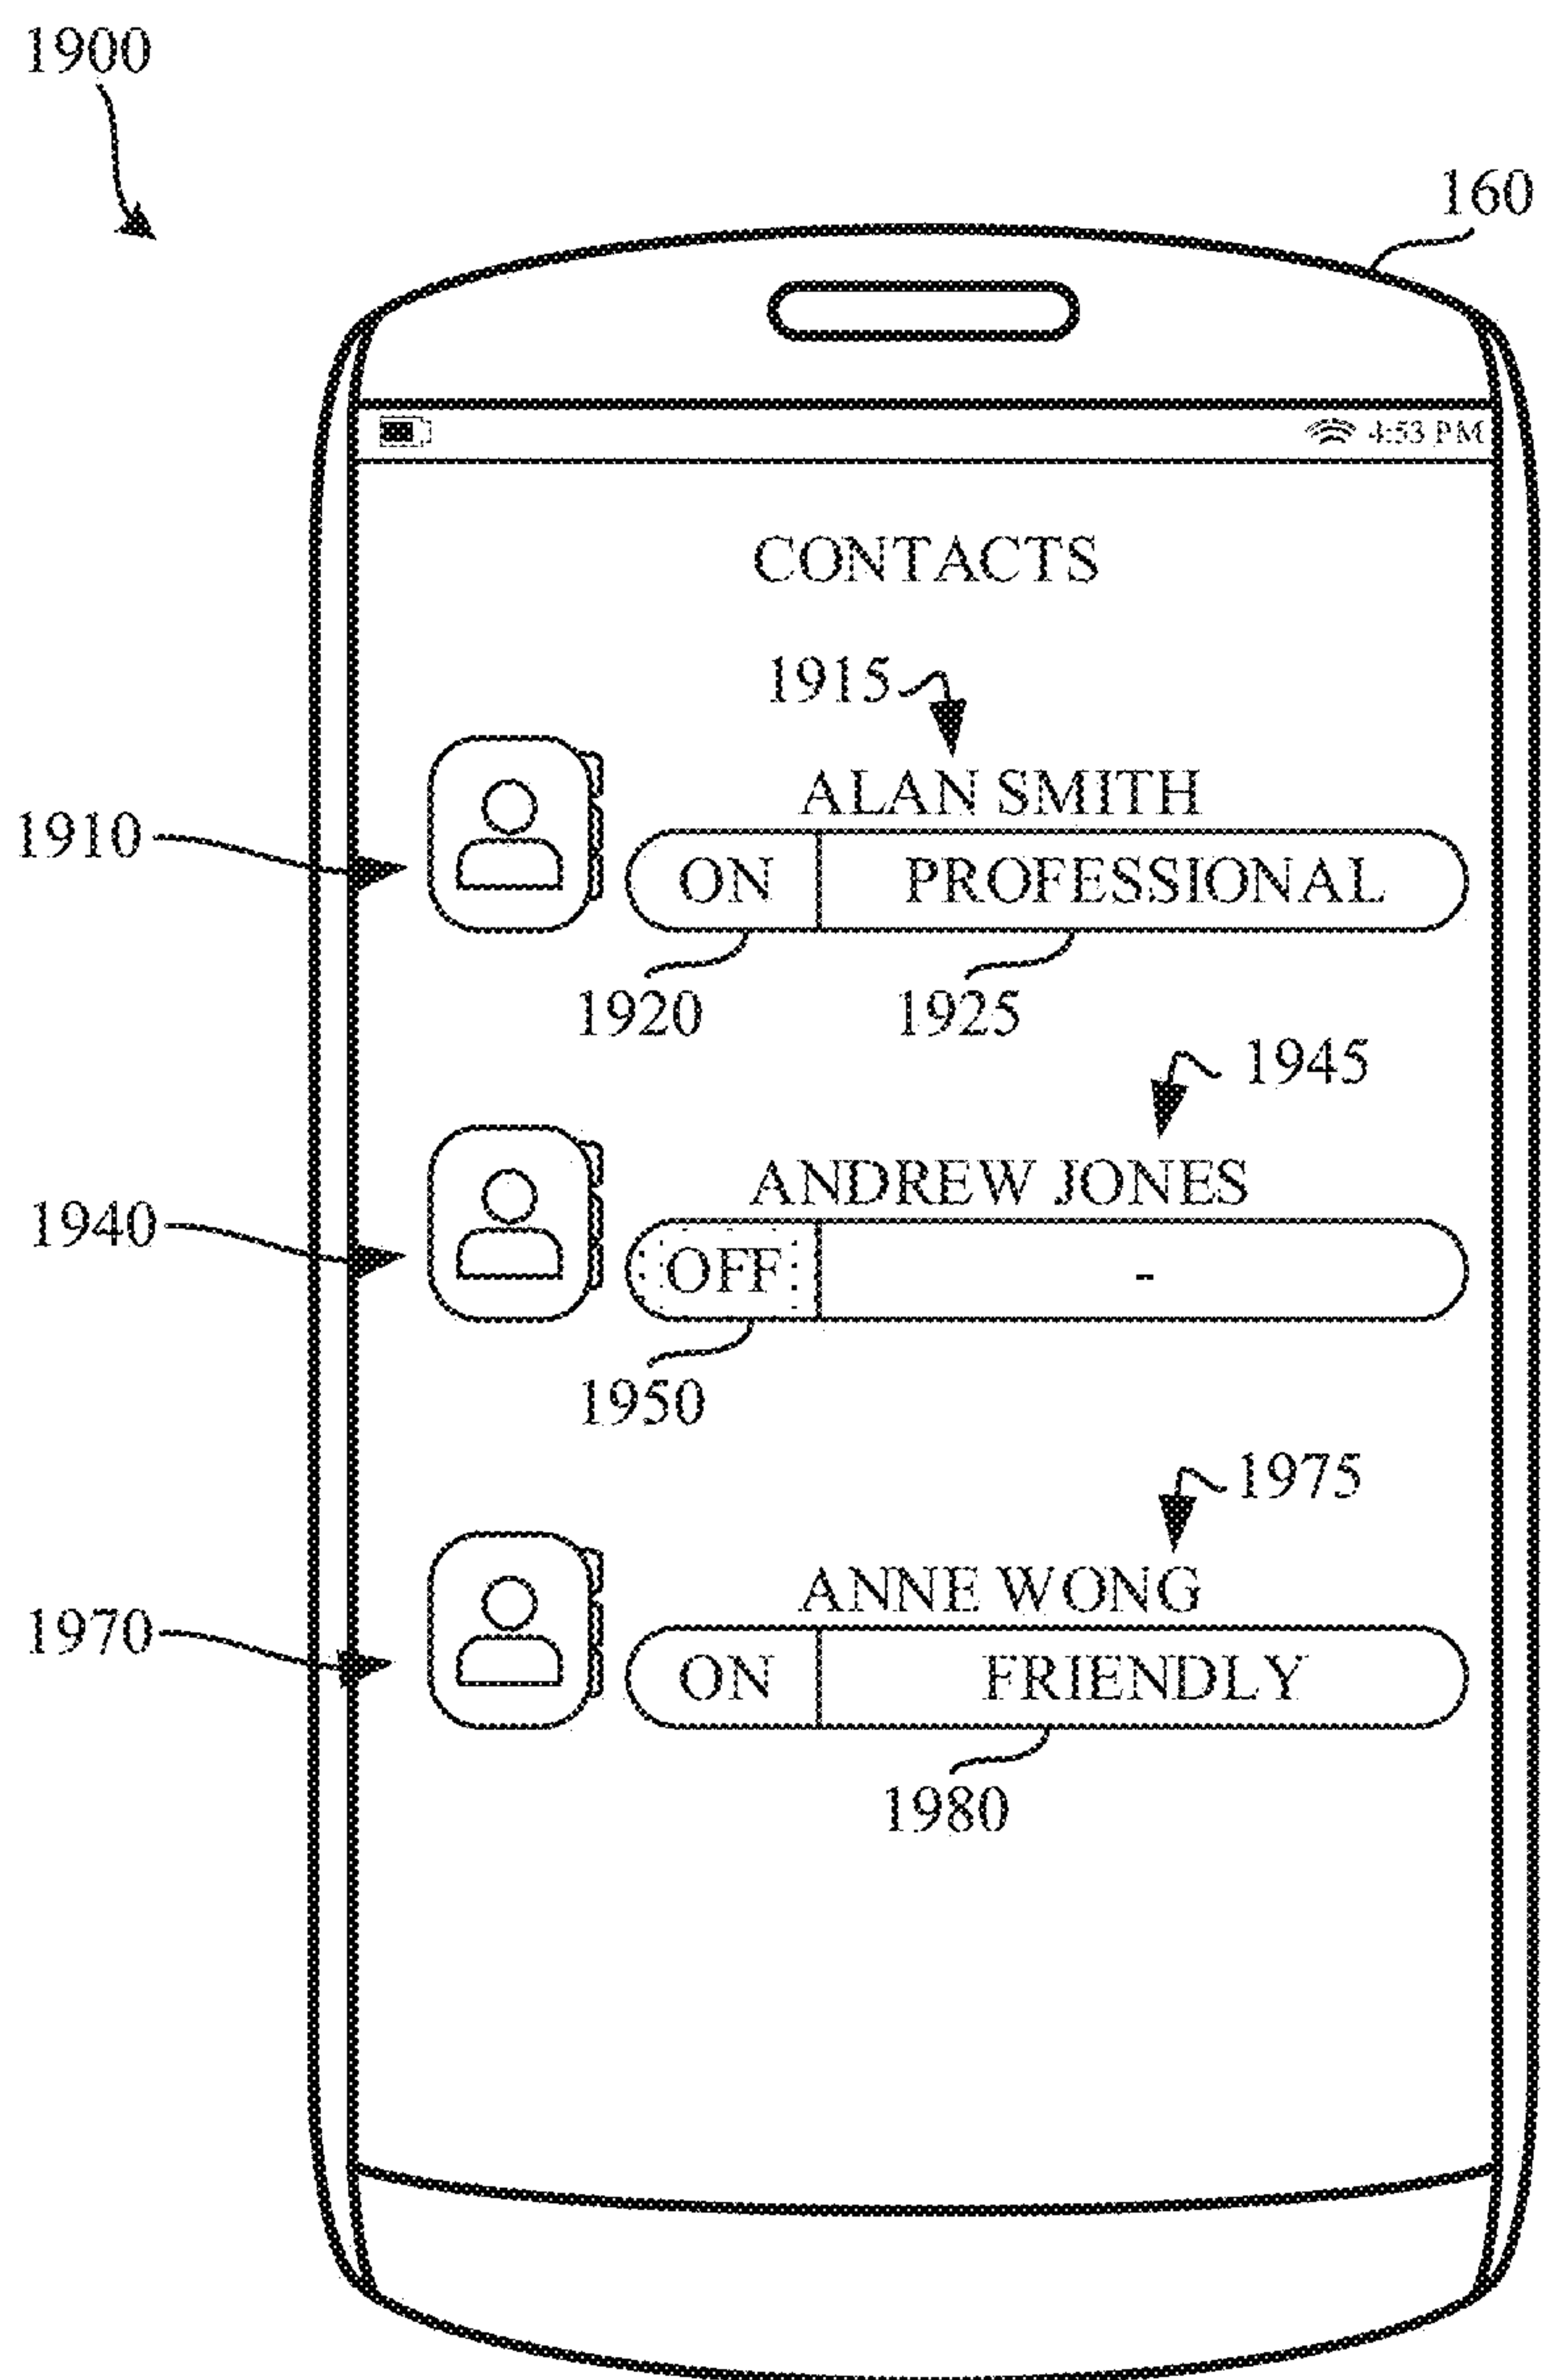 1900
160
4:53 PM
CONTACTS
1915
ALAN SMITH
1910
ON PROFESSIONAL
1920 1925
1945
ANDREW JONES
1940
OFF -
1950
1975
ANNE WONG
1970
ON FRIENDLY
1980